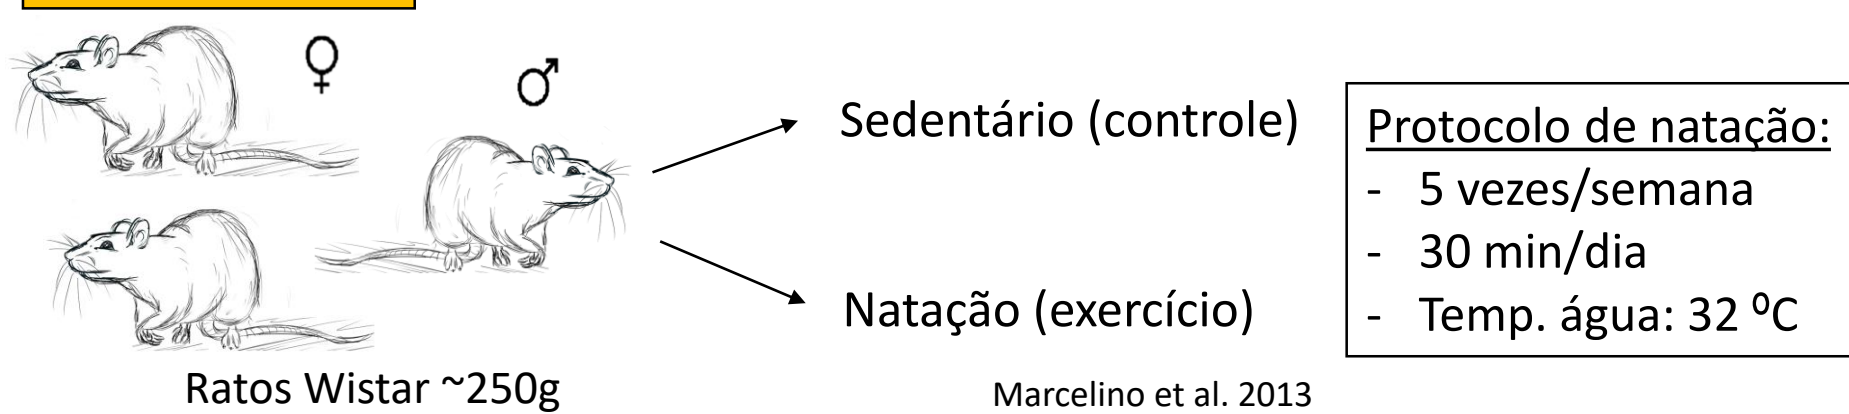 ♀
♂
Sedentário (controle)
Natação (exercício)
Ratos Wistar ~250g
Marcelino et al. 2013
Protocolo de natação:
- 5 vezes/semana
- 30 min/dia
- Temp. água: 32 ⁰C